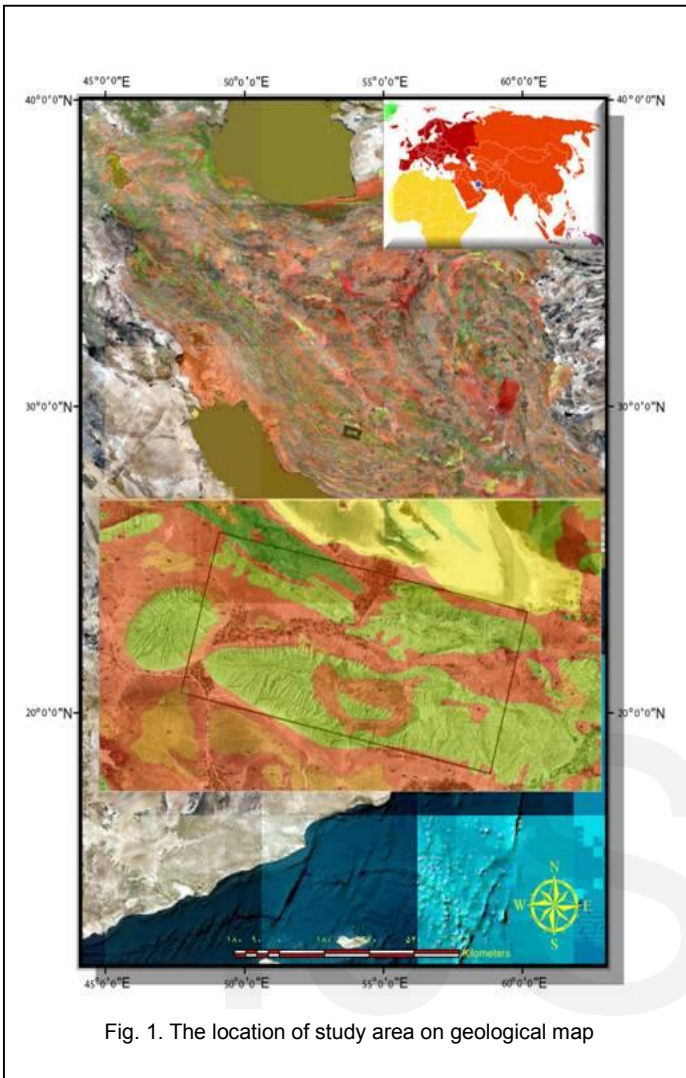 45°0'0"E 50°0'0"E 55°0'0"E 60°0'0"E
40°0'0"N 40°0'0"N
30°0'0"N 30°0'0"N
20°0'0"N 20°0'0"N
N
W E
S
Kilometers
45°0'0"E 50°0'0"E 55°0'0"E 60°0'0"E
Fig. 1. The location of study area on geological map